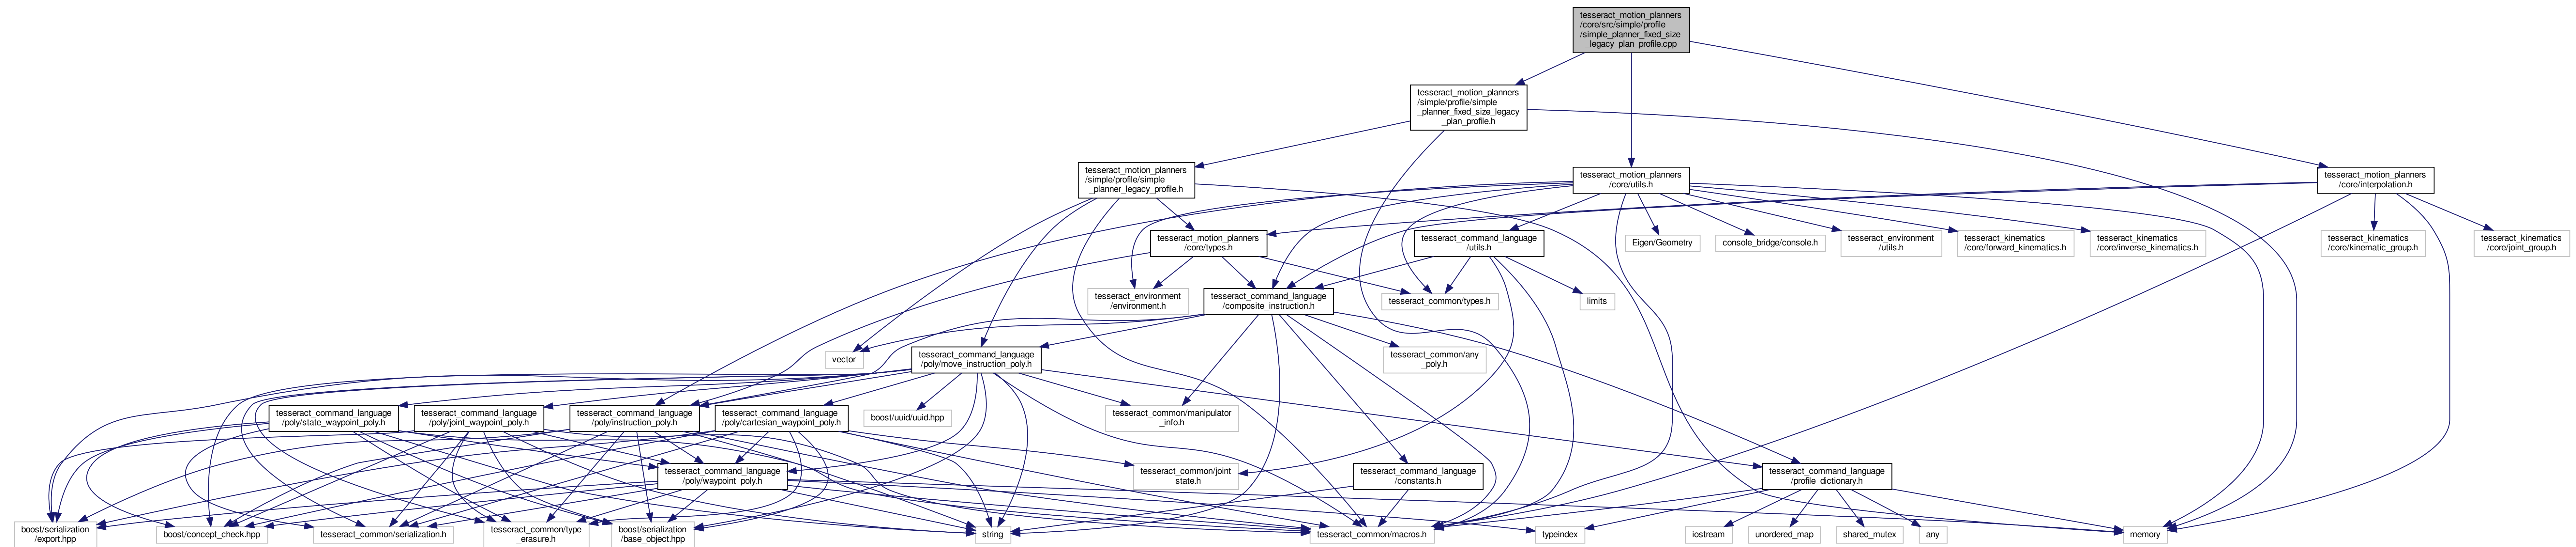 tesseract_motion_planners
/core/src/simple/profile
/simple_planner_fixed_size
_legacy_plan_profile.cpp
tesseract_motion_planners
/simple/profile/simple
_planner_fixed_size_legacy
_plan_profile.h
tesseract_motion_planners
/simple/profile/simple
_planner_legacy_profile.h
tesseract_motion_planners
/core/utils.h
tesseract_motion_planners
/core/interpolation.h
tesseract_motion_planners
/core/types.h
tesseract_command_language
/utils.h
Eigen/Geometry
console_bridge/console.h
tesseract_environment
/utils.h
tesseract_kinematics
/core/forward_kinematics.h
tesseract_kinematics
/core/inverse_kinematics.h
tesseract_kinematics
/core/kinematic_group.h
tesseract_kinematics
/core/joint_group.h
tesseract_environment
/environment.h
tesseract_command_language
/composite_instruction.h
tesseract_common/types.h
limits
vector
tesseract_command_language
/poly/move_instruction_poly.h
tesseract_common/any
_poly.h
tesseract_command_language
/poly/state_waypoint_poly.h
tesseract_command_language
/poly/joint_waypoint_poly.h
tesseract_command_language
/poly/instruction_poly.h
tesseract_command_language
/poly/cartesian_waypoint_poly.h
boost/uuid/uuid.hpp
tesseract_common/manipulator
_info.h
tesseract_command_language
/poly/waypoint_poly.h
tesseract_common/joint
_state.h
tesseract_command_language
/constants.h
tesseract_command_language
/profile_dictionary.h
boost/serialization
/export.hpp
boost/concept_check.hpp
tesseract_common/serialization.h
tesseract_common/type
_erasure.h
boost/serialization
/base_object.hpp
string
tesseract_common/macros.h
typeindex
iostream
unordered_map
shared_mutex
any
memory